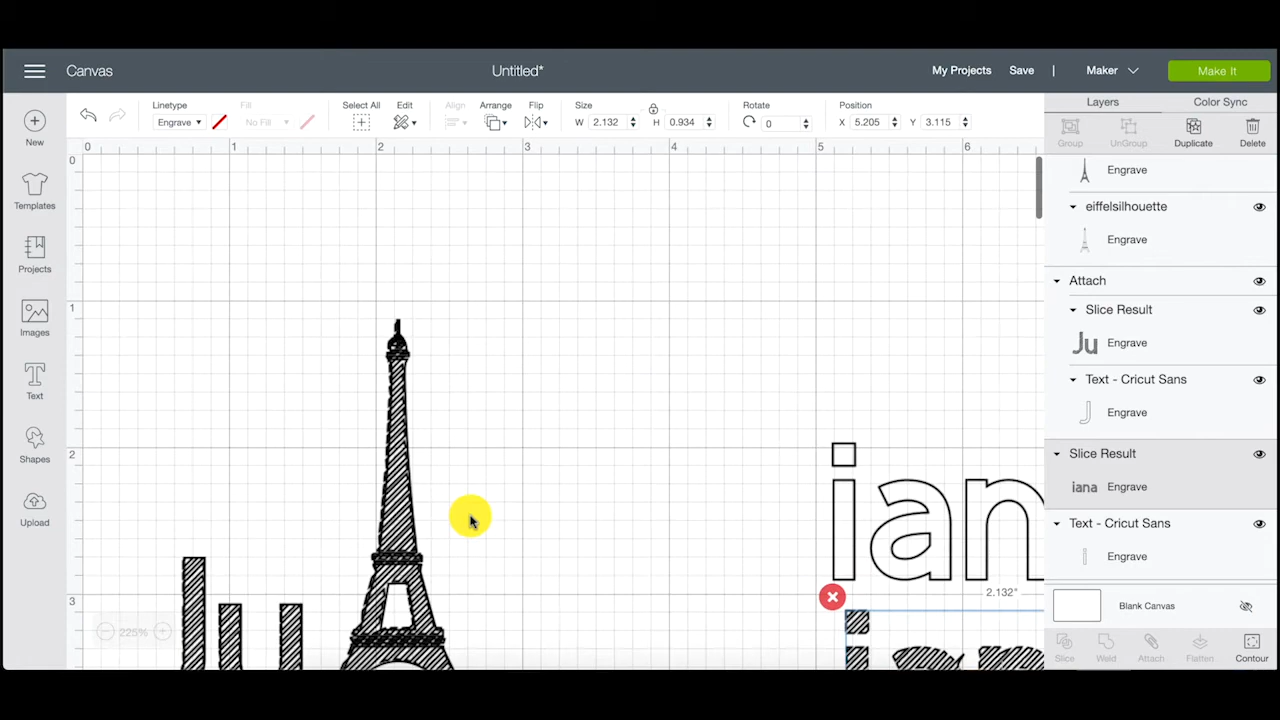 Canvas
Untitled*
My Projects
Save
|
Maker
Make It
Linetype
Engrave
Fill
No Fill
Select All
Edit
Align
Arrange
Flip
Size
W 2.132
H 0.934
Rotate
0
Position
X 5.205
Y 3.115
Layers
Color Sync
Group
UnGroup
Duplicate
Delete
New
Templates
Projects
Images
Text
Shapes
Upload
0 1 2 3 4 5 6
0
1
2
3
ian
2.132"
225%
Engrave
eiffelsilhouette
Engrave
Attach
Slice Result
Ju Engrave
Text - Cricut Sans
J Engrave
Slice Result
iana Engrave
Text - Cricut Sans
i Engrave
Blank Canvas
Slice
Weld
Attach
Flatten
Contour